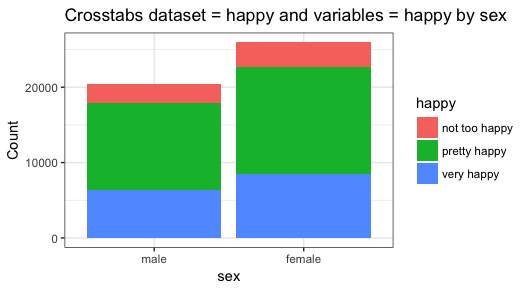 Crosstabs dataset = happy and variables = happy by sex
Count
20000
10000
0
male female
sex
happy
not too happy
pretty happy
very happy